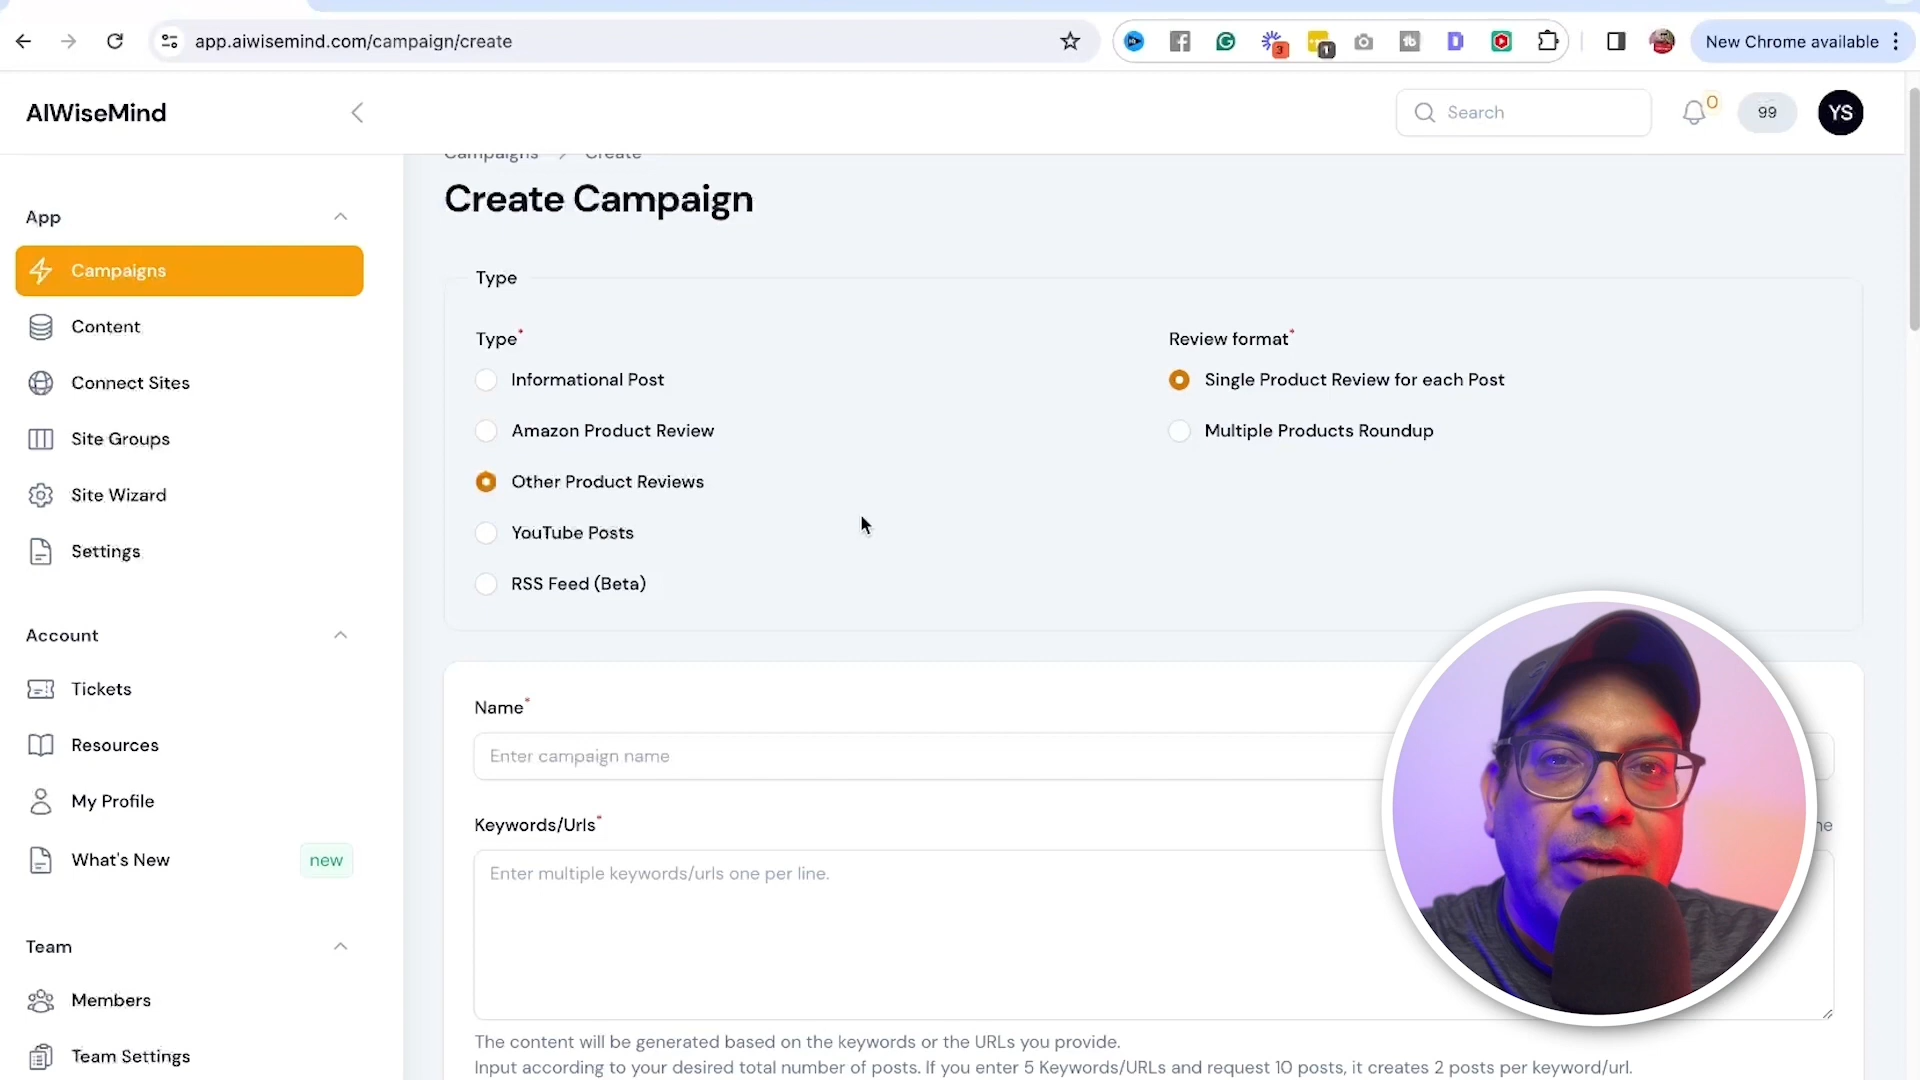 app.aiwisemind.com/campaign/create
3
1
New Chrome available
AIWiseMind
Search
0
99
YS
Campaigns > Create
App
Create Campaign
Campaigns
Content
Connect Sites
Site Groups
Site Wizard
Settings
Account
Tickets
Resources
My Profile
What's New
new
Team
Members
Team Settings
Type
Type*
Informational Post
Amazon Product Review
Other Product Reviews
YouTube Posts
RSS Feed (Beta)
Review format*
Single Product Review for each Post
Multiple Products Roundup
Name*
Enter campaign name
Keywords/Urls*
Enter multiple keywords/urls one per line.
The content will be generated based on the keywords or the URLs you provide.
Input according to your desired total number of posts. If you enter 5 Keywords/URLs and request 10 posts, it creates 2 posts per keyword/url.